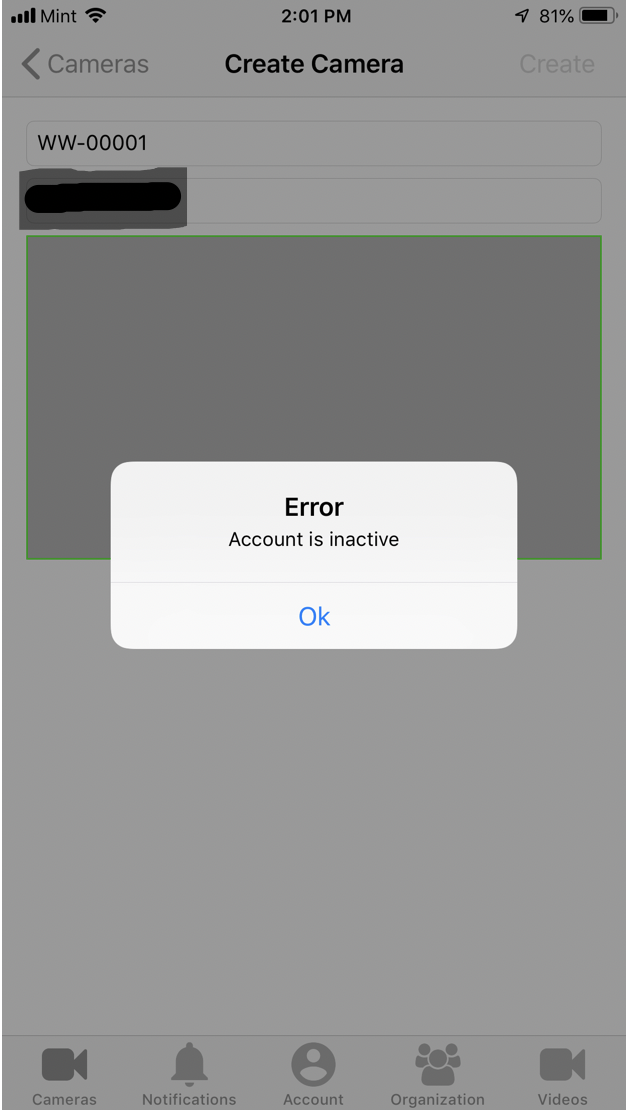 Mint 2:01 PM 81%
Cameras Create Camera Create
WW-00001
Error
Account is inactive
Ok
Cameras Notifications Account Organization Videos